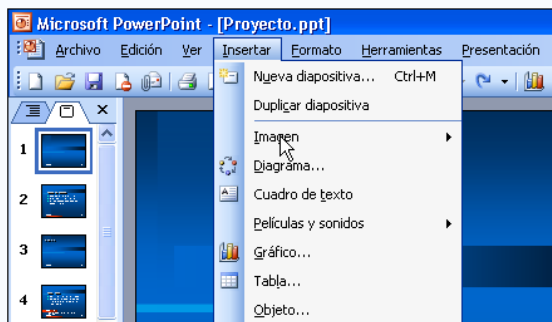 Microsoft PowerPoint - [Proyecto.ppt]
Archivo Edición Ver Insertar Formato Herramientas Presentación
Nueva diapositiva... Ctrl+M
Duplicar diapositiva
Imagen
1
Diagrama...
2
Cuadro de texto
Películas y sonidos
3
Gráfico...
Tabla...
4
Objeto...